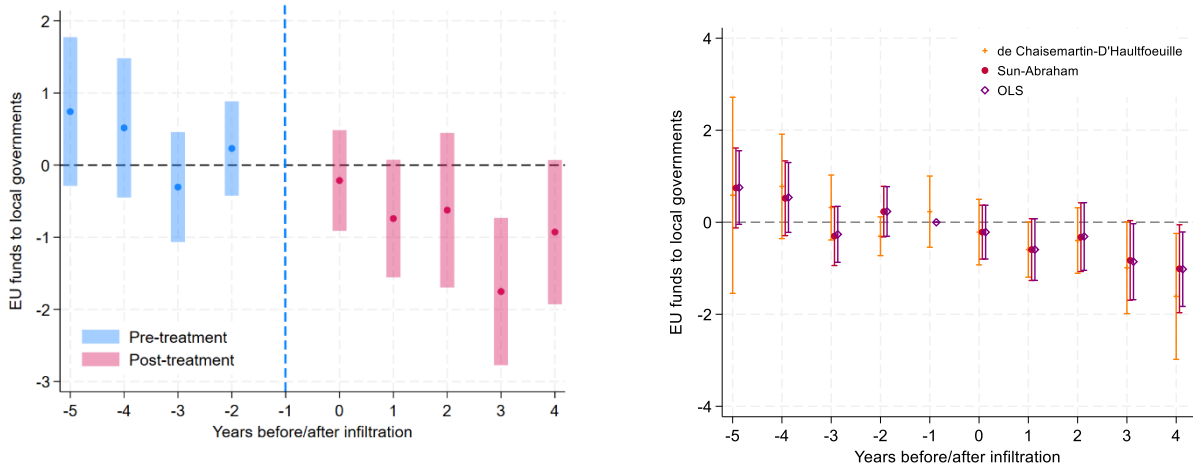 EU funds to local governments
2
1
0
-1
-2
-3
Pre-treatment
Post-treatment
-5 -4 -3 -2 -1 0 1 2 3 4
Years before/after infiltration
EU funds to local governments
4
2
0
-2
-4
de Chaisemartin-D'Haultfoeuille
Sun-Abraham
OLS
-5 -4 -3 -2 -1 0 1 2 3 4
Years before/after infiltration